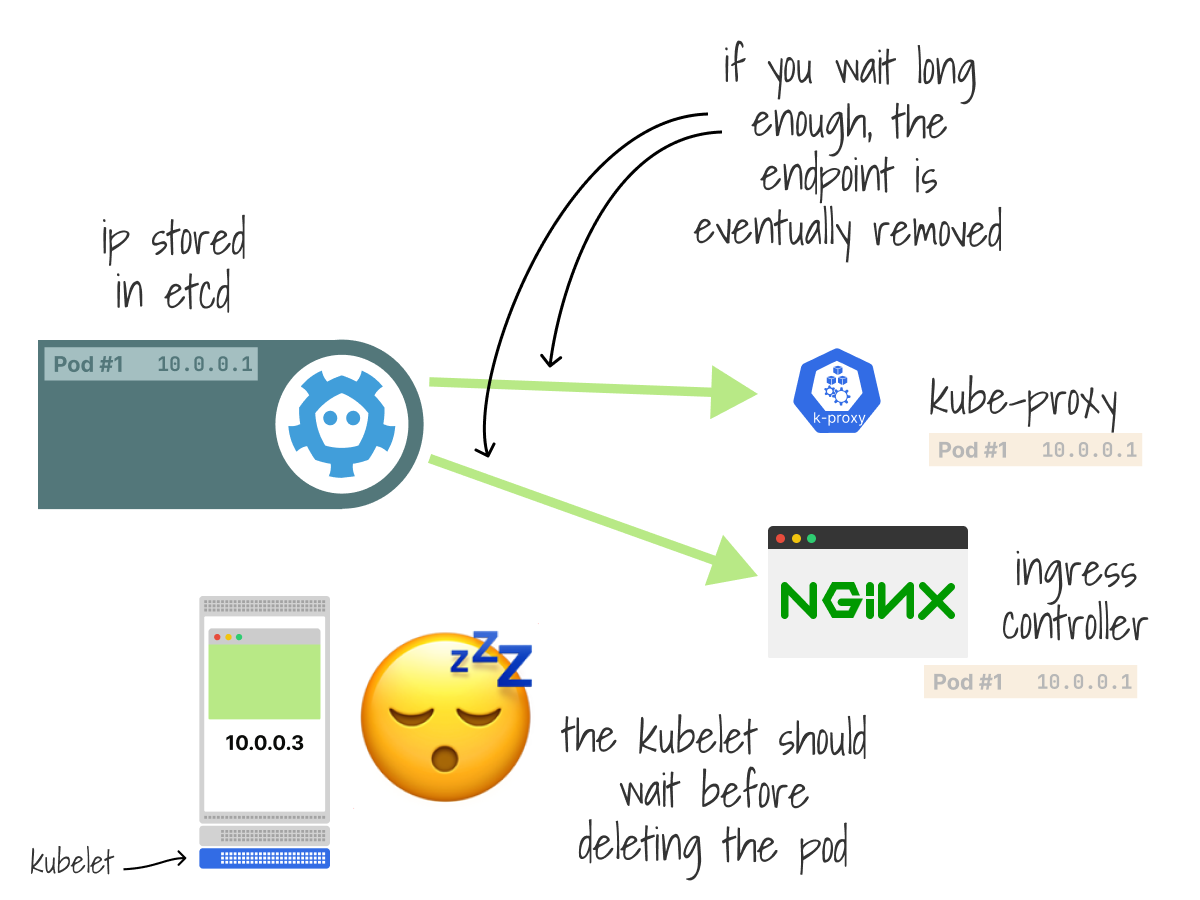 if you wait long
enough, the
endpoint is
eventually removed
ip stored
in etcd
Pod #1 10.0.0.1
k-proxy
kube-proxy
Pod #1 10.0.0.1
NGINX
ingress
controller
Pod #1 10.0.0.1
10.0.0.3
z z z
the kubelet should
wait before
deleting the pod
kubelet